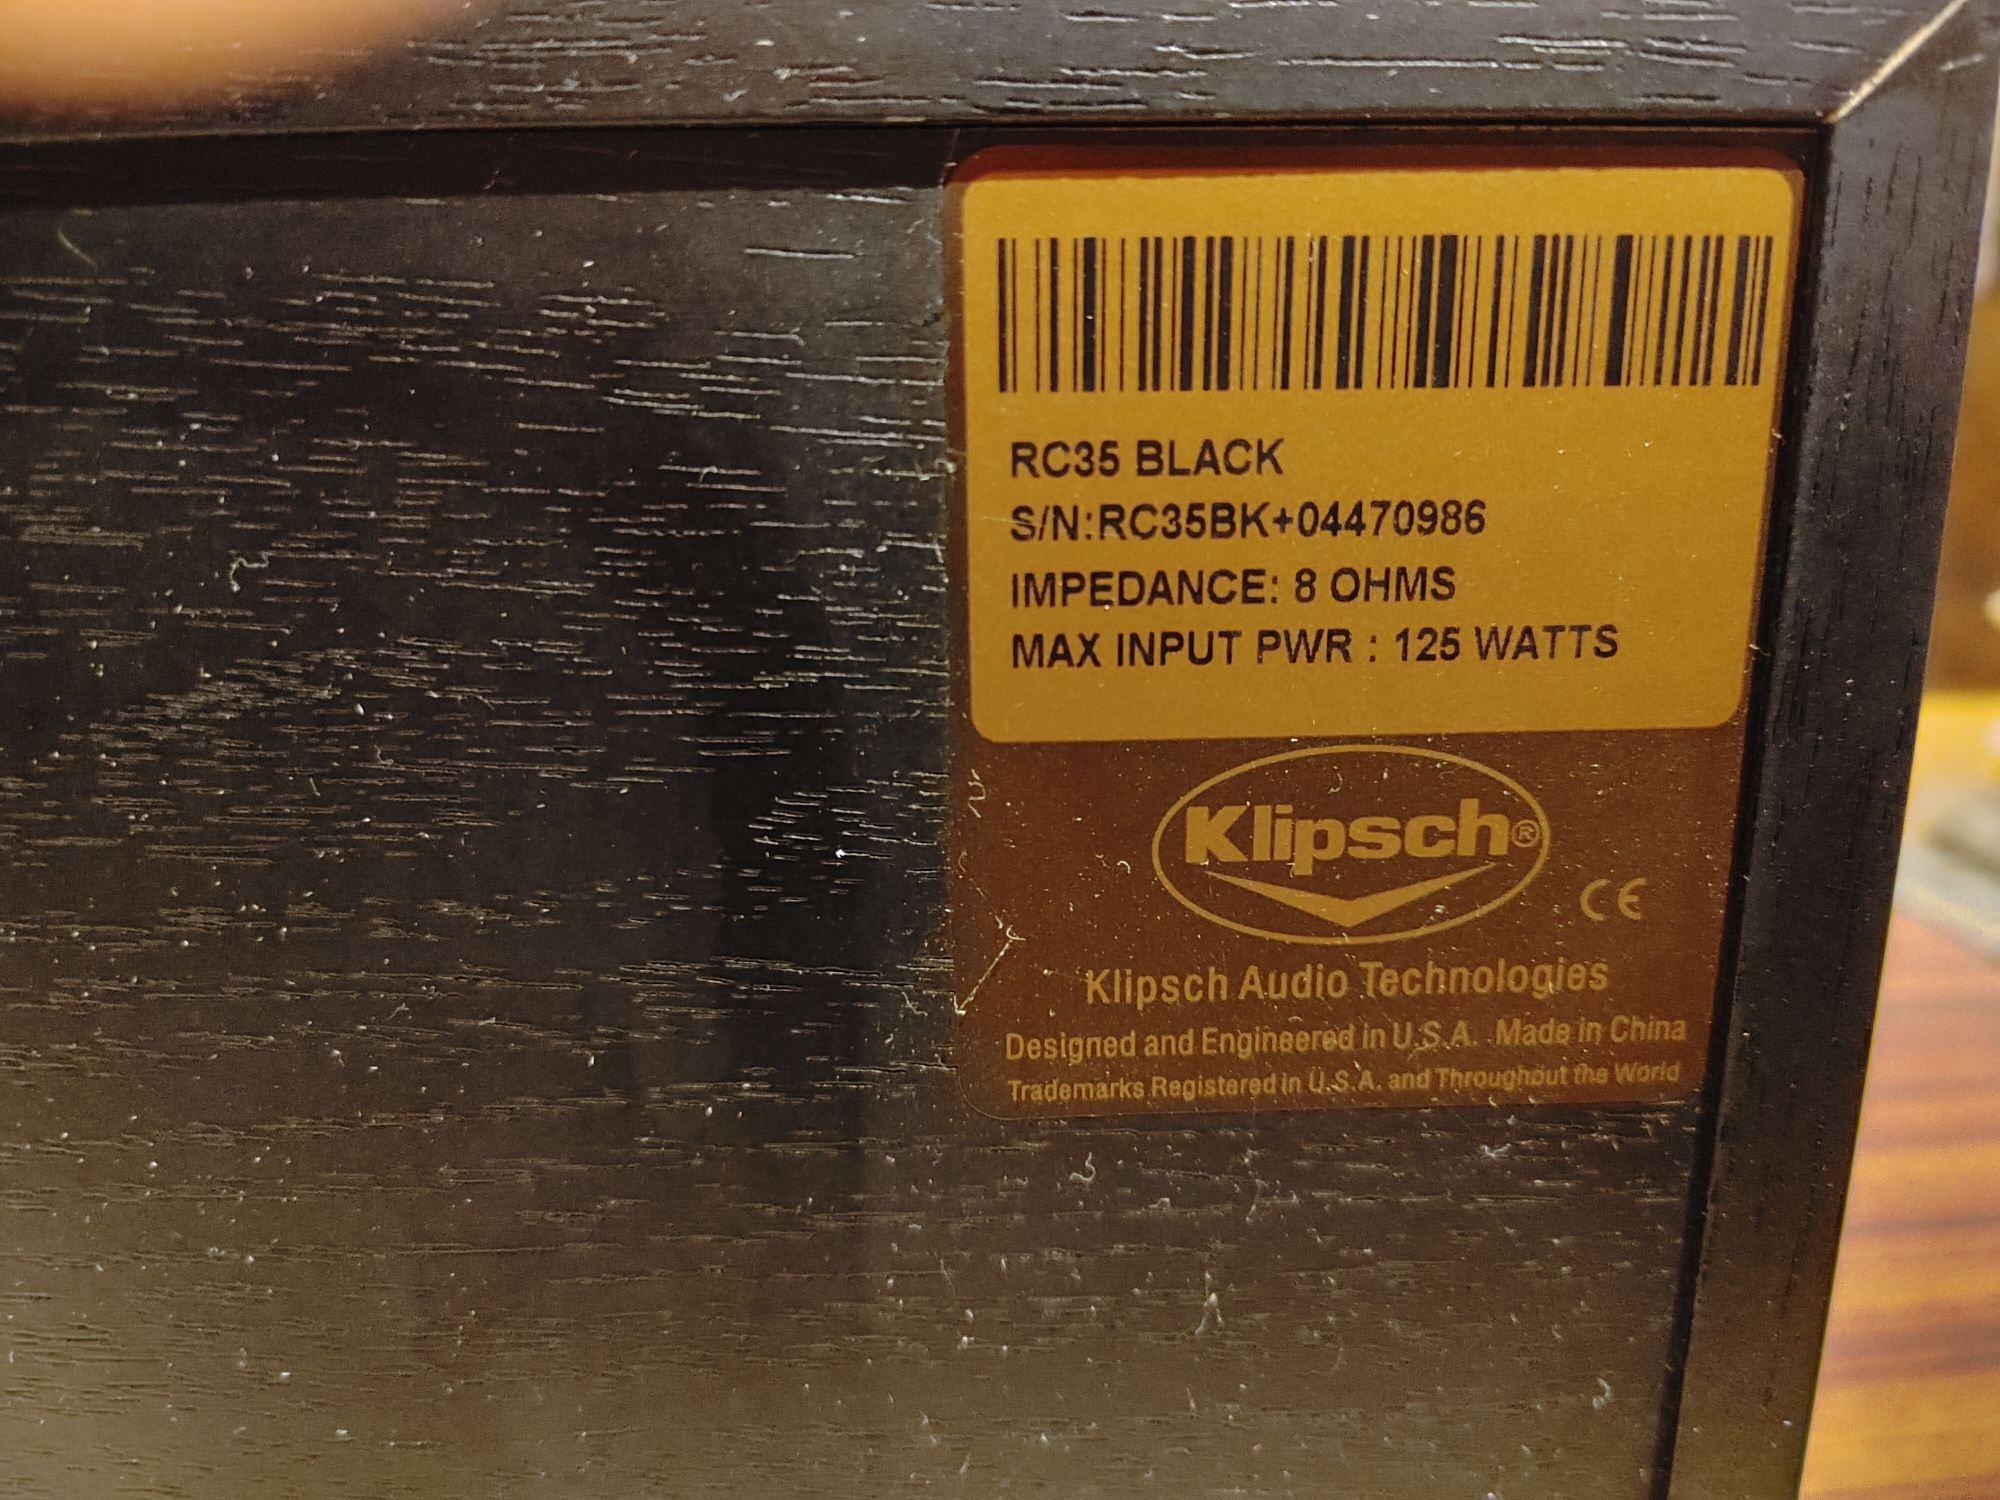 RC35 BLACK
S/N:RC35BK+04470986
IMPEDANCE: 8 OHMS
MAX INPUT PWR : 125 WATTS
Klipsch®
CE
Klipsch Audio Technologies
Designed and Engineered in U.S.A. Made in China
Trademarks Registered in U.S.A. and Throughout the World